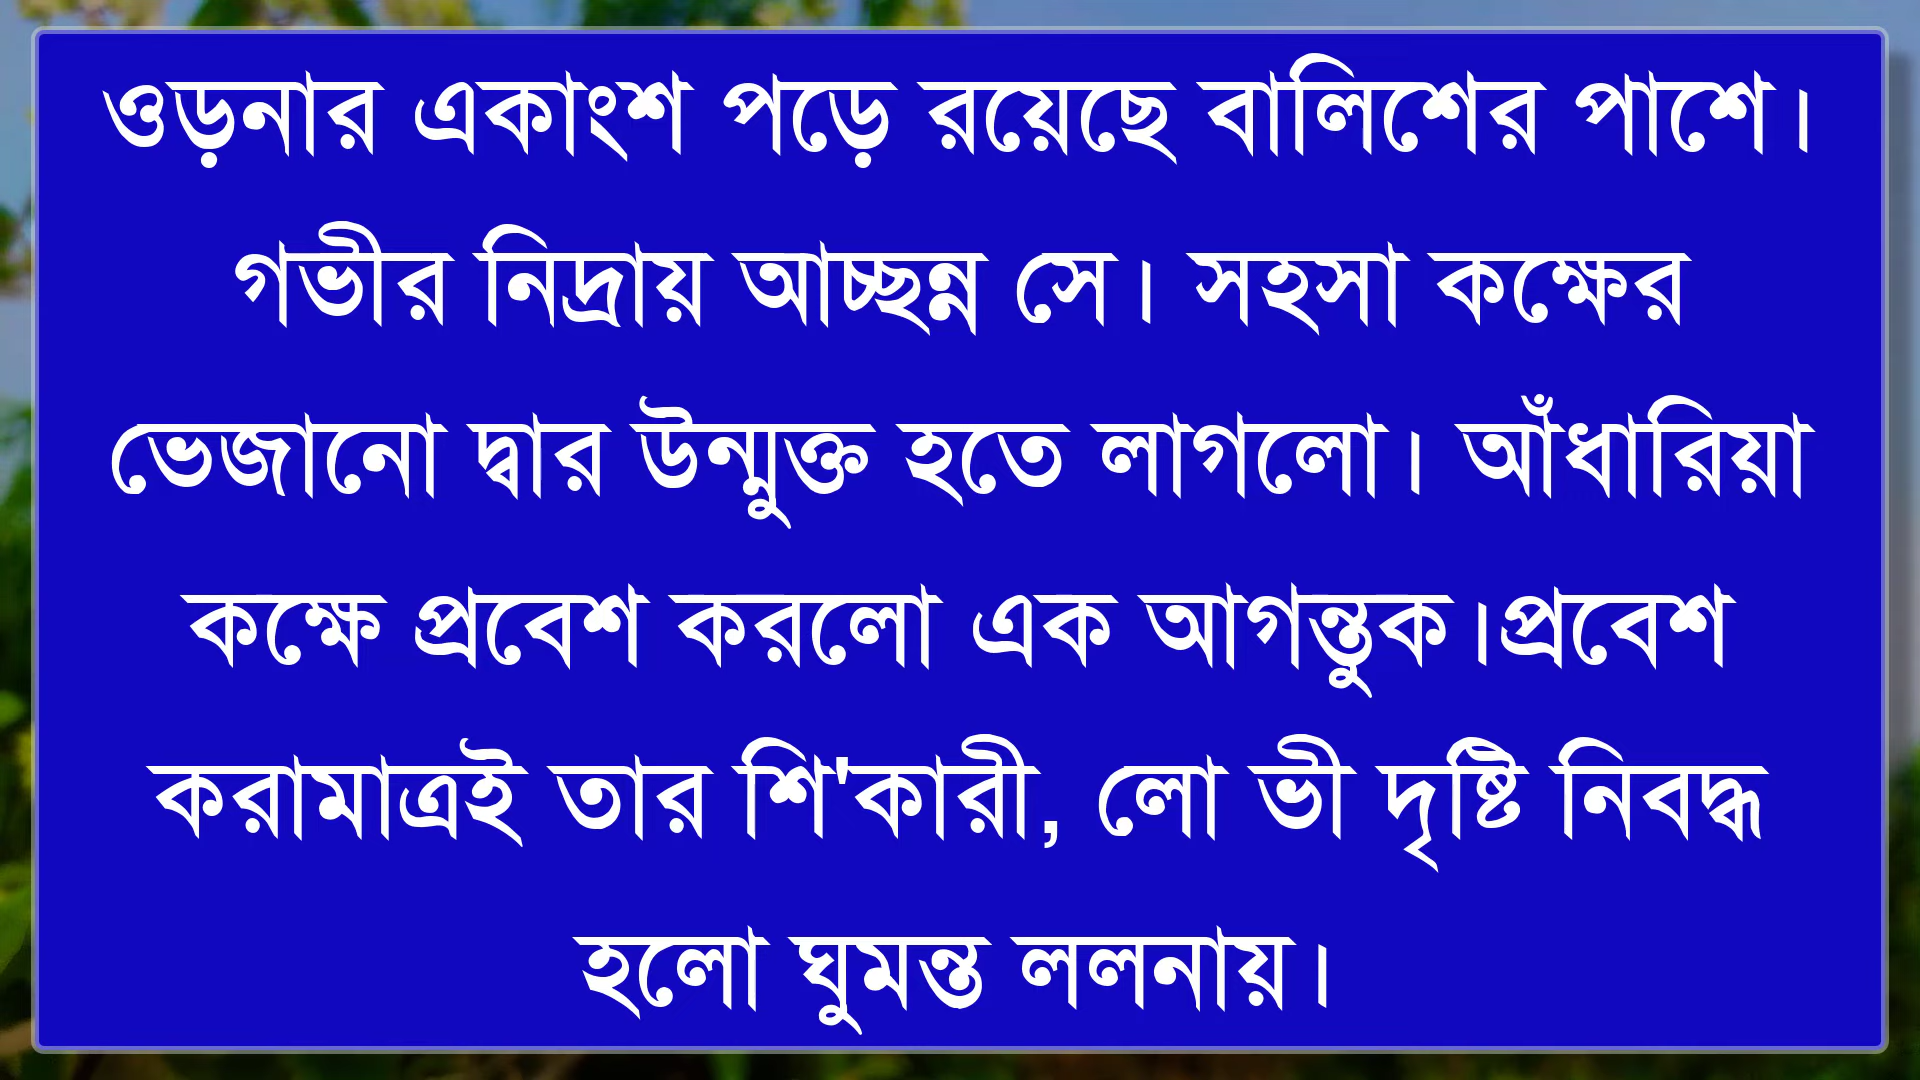 ওড়নার একাংশ পড়ে রয়েছে বালিশের পাশে।
গভীর নিদ্রায় আচ্ছন্ন সে। সহসা কক্ষের
ভেজানো দ্বার উন্মুক্ত হতে লাগলো। আঁধারিয়া
কক্ষে প্রবেশ করলো এক আগন্তুক।প্রবেশ
করামাত্রই তার শি'কারী, লো ভী দৃষ্টি নিবদ্ধ
হলো ঘুমন্ত ললনায়।